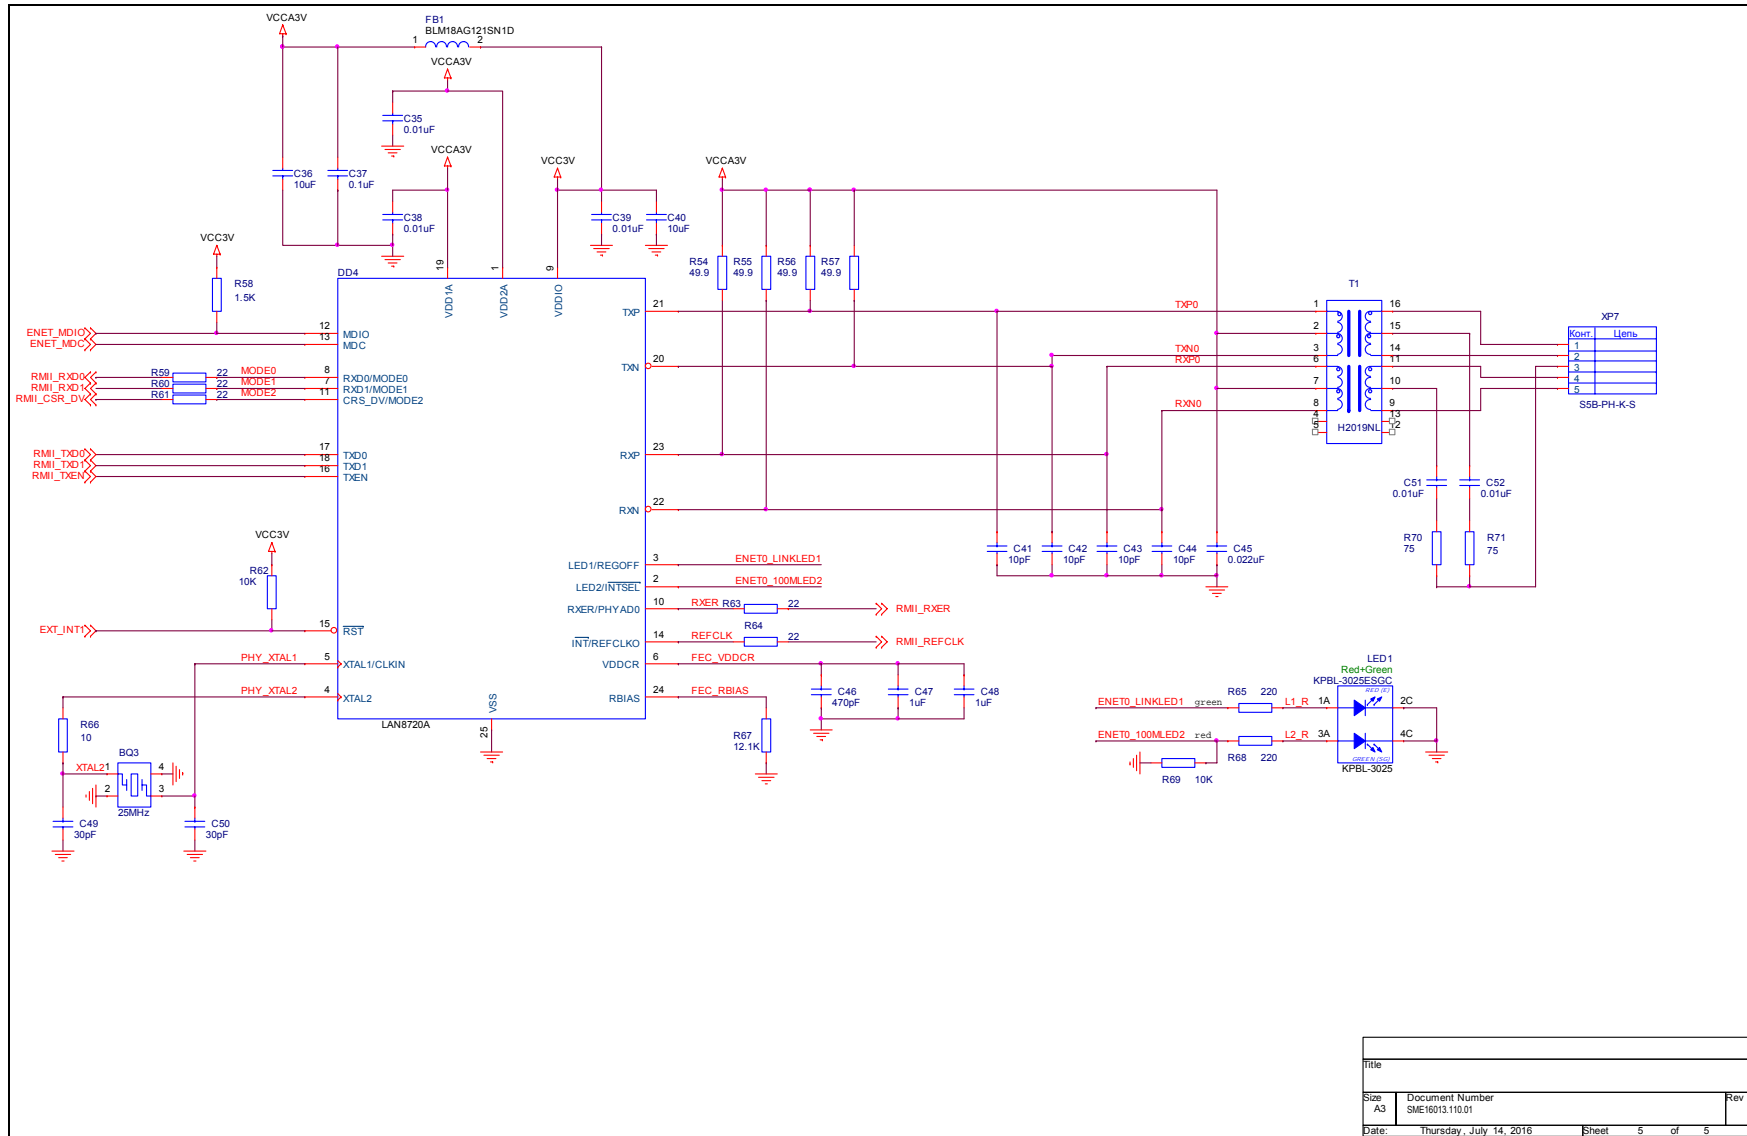 VCCA3V
FB1
BLM18AG121SN1D
1
2
VCCA3V
C35
0.01uF
C36
10uF
C37
0.1uF
VCCA3V
VCC3V
C38
0.01uF
C39
0.01uF
C40
10uF
VCCA3V
R54
49.9
R55
49.9
R56
49.9
R57
49.9
VCC3V
R58
1.5K
DD4
19
1
9
VDD1A
VDD2A
VDDIO
ENET_MDIO
12
MDIO
ENET_MDC
13
MDC
RMII_RXD0
R59
22
MODE0
8
RXD0/MODE0
RMII_RXD1
R60
22
MODE1
7
RXD1/MODE1
RMII_CSR_DV
R61
22
MODE2
11
CRS_DV/MODE2
RMII_TXD0
17
TXD0
RMII_TXD1
18
TXD1
RMII_TXEN
16
TXEN
VCC3V
R62
10K
EXT_INT1
15
RST
PHY_XTAL1
5
XTAL1/CLKIN
PHY_XTAL2
4
XTAL2
LAN8720A
VSS
25
TXP
21
TXN
20
RXP
23
RXN
22
LED1/REGOFF
3
ENET0_LINKLED1
LED2/INTSEL
2
ENET0_100MLED2
RXER/PHYAD0
10
RXER
R63
22
RMII_RXER
INT/REFCLKO
14
REFCLK
R64
22
RMII_REFCLK
VDDCR
6
FEC_VDDCR
RBIAS
24
FEC_RBIAS
C46
470pF
C47
1uF
C48
1uF
R67
12.1K
R66
10
BQ3
XTAL2
1
4
2
3
25MHz
C49
30pF
C50
30pF
TXP0
TXN0
RXP0
RXN0
C41
10pF
C42
10pF
C43
10pF
C44
10pF
C45
0.022uF
T1
1
2
3
6
7
8
4
5
16
15
14
11
10
9
13
12
H2019NL
XP7
Конт.
Цепь
1
2
3
4
5
S5B-PH-K-S
C51
0.01uF
C52
0.01uF
R70
75
R71
75
LED1
Red+Green
KPBL-3025ESGC
RED (E)
ENET0_LINKLED1
green
R65
220
L1_R
1A
2C
ENET0_100MLED2
red
R68
220
L2_R
3A
4C
GREEN (SG)
KPBL-3025
R69
10K
Title
Size
A3
Document Number
SME16013.110.01
Rev
Date:
Thursday, July 14, 2016
Sheet
5
of
5